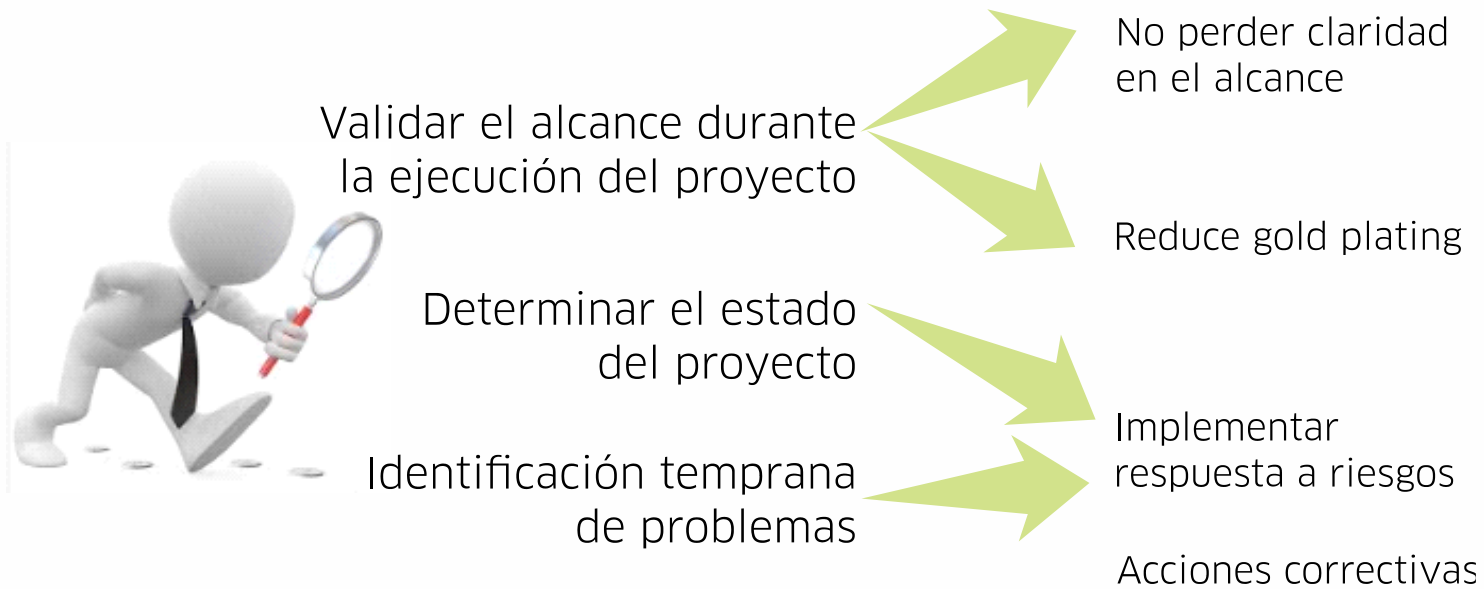 Validar el alcance durante
la ejecución del proyecto
No perder claridad
en el alcance
Reduce gold plating
Determinar el estado
del proyecto
Identificación temprana
de problemas
Implementar
respuesta a riesgos
Acciones correctivas